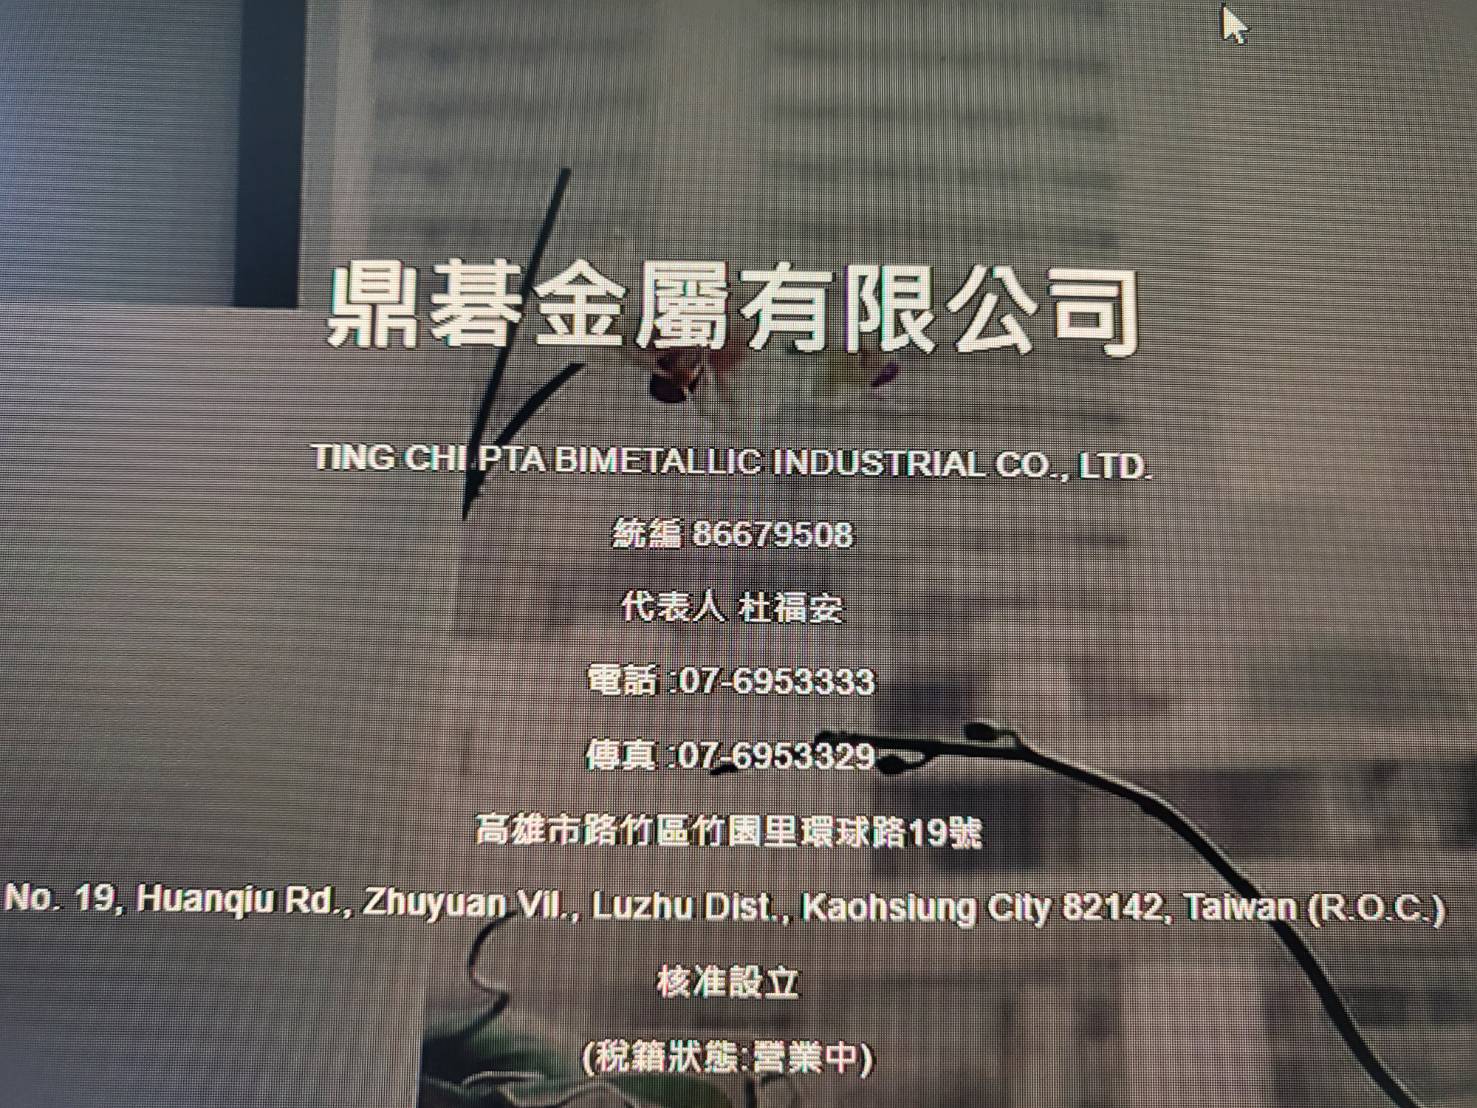 鼎碁金屬有限公司
TING CHI PTA BIMETALLIC INDUSTRIAL CO., LTD.
統編 86679508
代表人 杜福安
電話 :07-6953333
傳真 :07-6953329
高雄市路竹區竹園里環球路19號
No. 19, Huanqiu Rd., Zhuyuan Vil., Luzhu Dist., Kaohsiung City 82142, Taiwan (R.O.C.)
核准設立
(稅籍狀態:營業中)